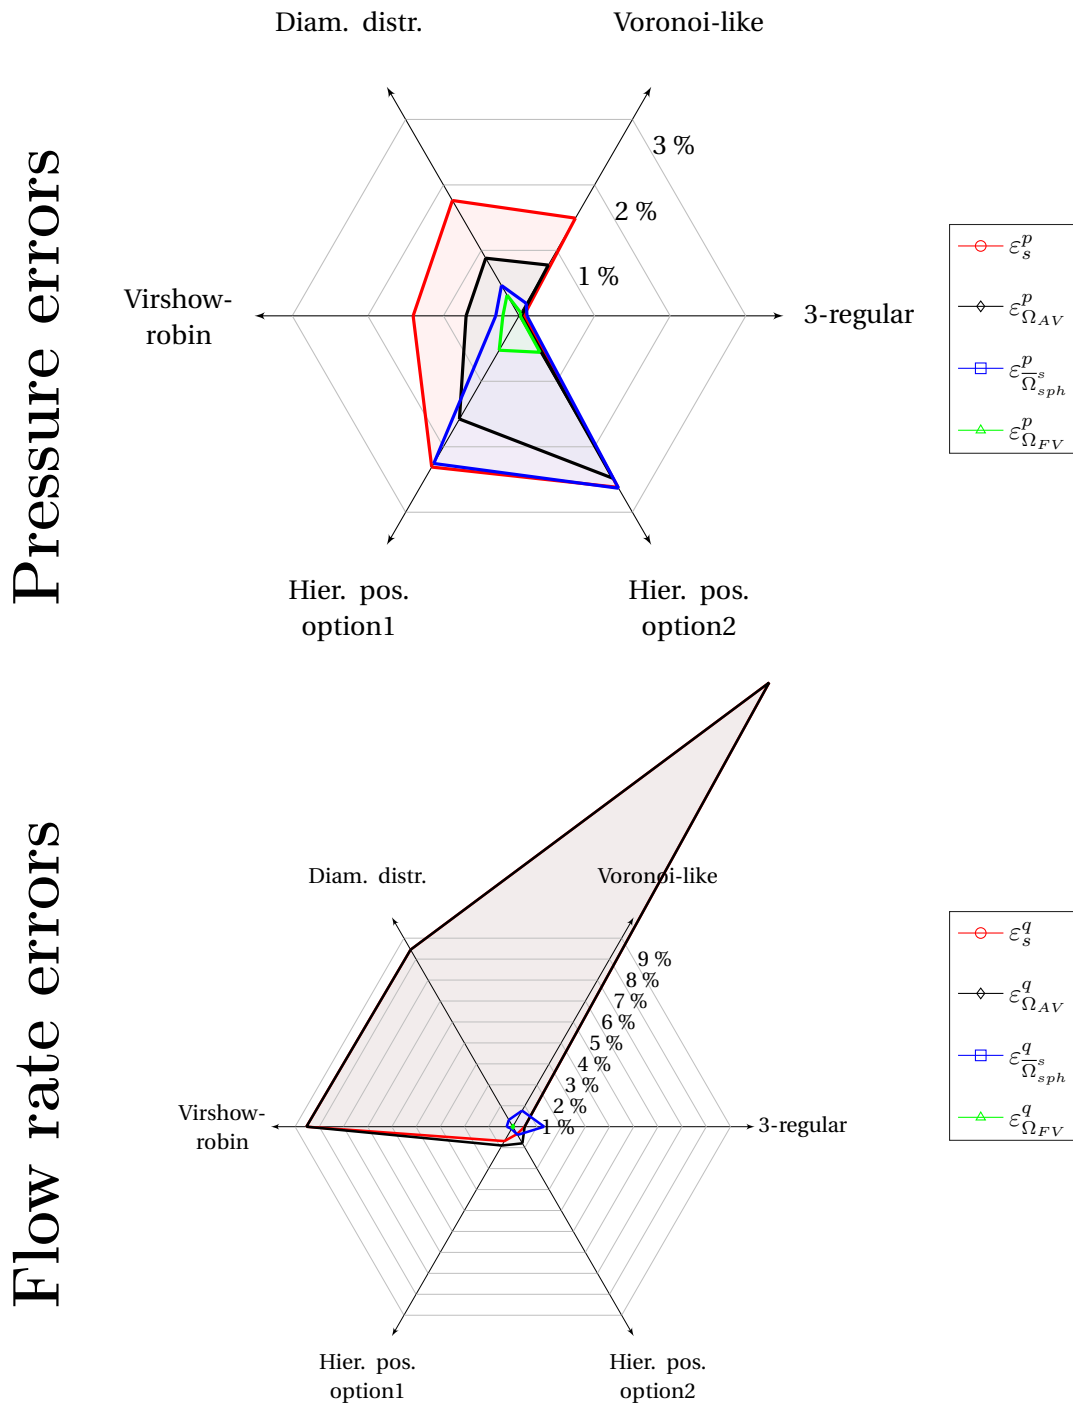 Pressure errors
Diam. distr.
Voronoi-like
3 %
2 %
1 %
Virshow-
robin
3-regular
Hier. pos.
option1
Hier. pos.
option2
ε_s^p
ε_{Ω_{AV}}^p
ε_{\overline{Ω}_{sph}^s}^p
ε_{Ω_{FV}}^p
Flow rate errors
Diam. distr.
Voronoi-like
9 %
8 %
7 %
6 %
5 %
4 %
3 %
2 %
1 %
Virshow-
robin
3-regular
Hier. pos.
option1
Hier. pos.
option2
ε_s^q
ε_{Ω_{AV}}^q
ε_{\overline{Ω}_{sph}^s}^q
ε_{Ω_{FV}}^q